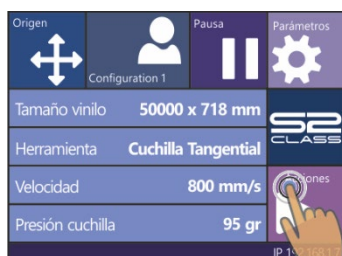 Origen
Configuration 1
Pausa
Parámetros
Tamaño vinilo 50000 x 718 mm
S2
CLASS
Herramienta Cuchilla Tangential
Velocidad 800 mm/s
Presión cuchilla 95 gr